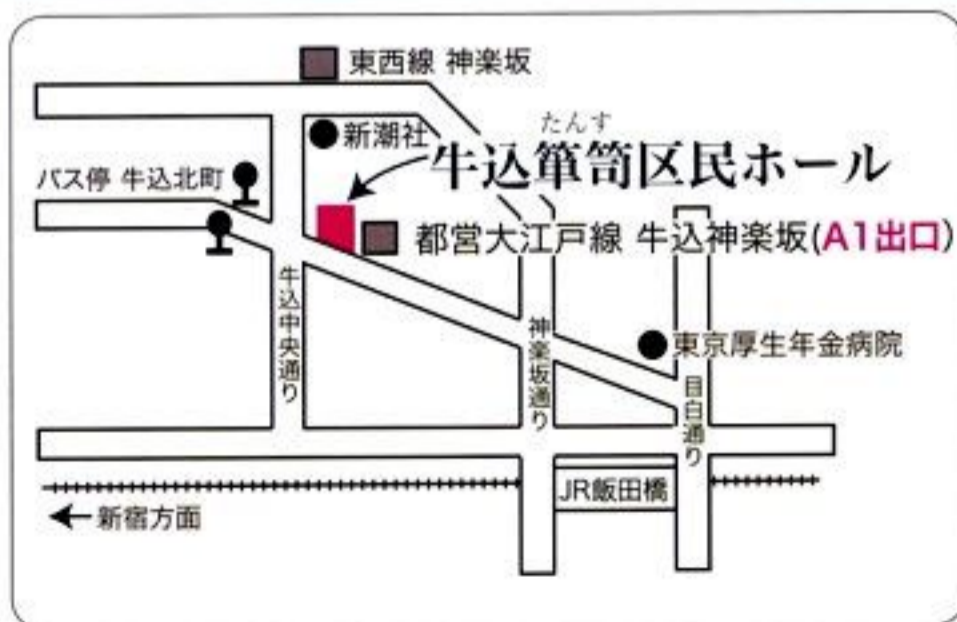 東西線 神楽坂
新潮社
たんす
牛込箪笥区民ホール
バス停 牛込北町
都営大江戸線 牛込神楽坂(A1出口)
牛込中央通り
神楽坂通り
東京厚生年金病院
目白通り
JR飯田橋
新宿方面